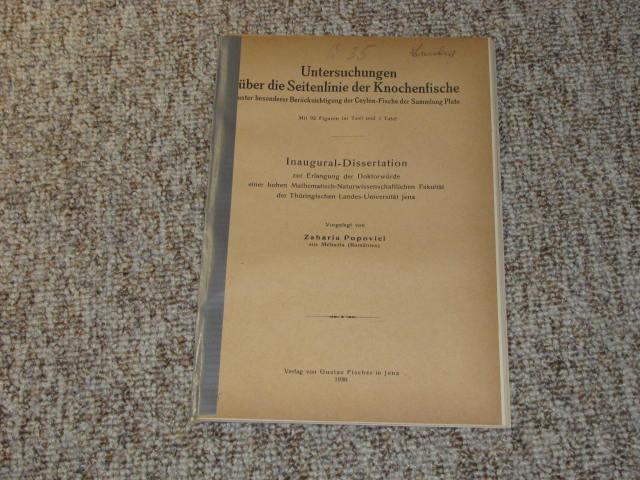 R 35
Untersuchungen
über die Seitenlinie der Knochenfische
unter besonderer Berücksichtigung der Ceylon-Fische der Sammlung Plate
Mit 92 Figuren im Text und 1 Tafel
Inaugural-Dissertation
zur Erlangung der Doktorwürde
einer hohen Mathematisch-Naturwissenschaftlichen Fakultät
der Thüringischen Landes-Universität Jena
Vorgelegt von
Zaharia Popovici
aus Mehadia (Rumänien)
Verlag von Gustav Fischer in Jena
1930